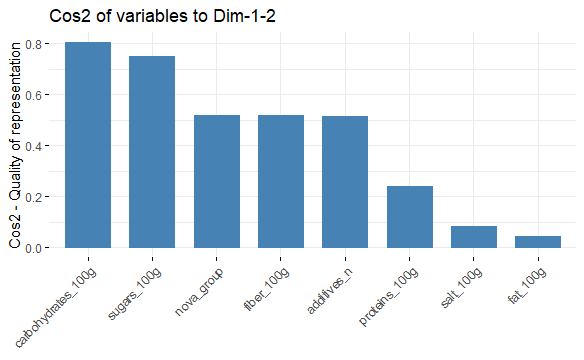 Cos2 of variables to Dim-1-2
Cos2 - Quality of representation
0.8
0.6
0.4
0.2
0.0
carbohydrates_100g
sugars_100g
nova_group
fiber_100g
additives_n
proteins_100g
salt_100g
fat_100g